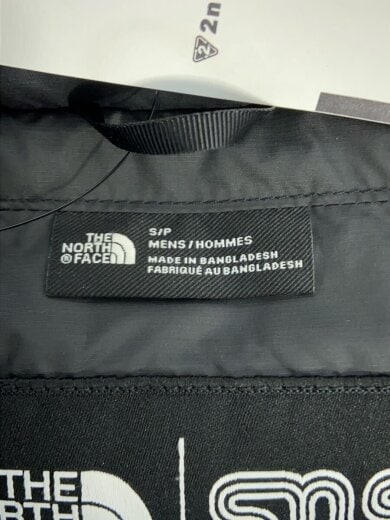 2n
THE
NORTH
® FACE
S/P
MENS/HOMMES
MADE IN BANGLADESH
FABRIQUÉ AU BANGLADESH
THE
NORTH